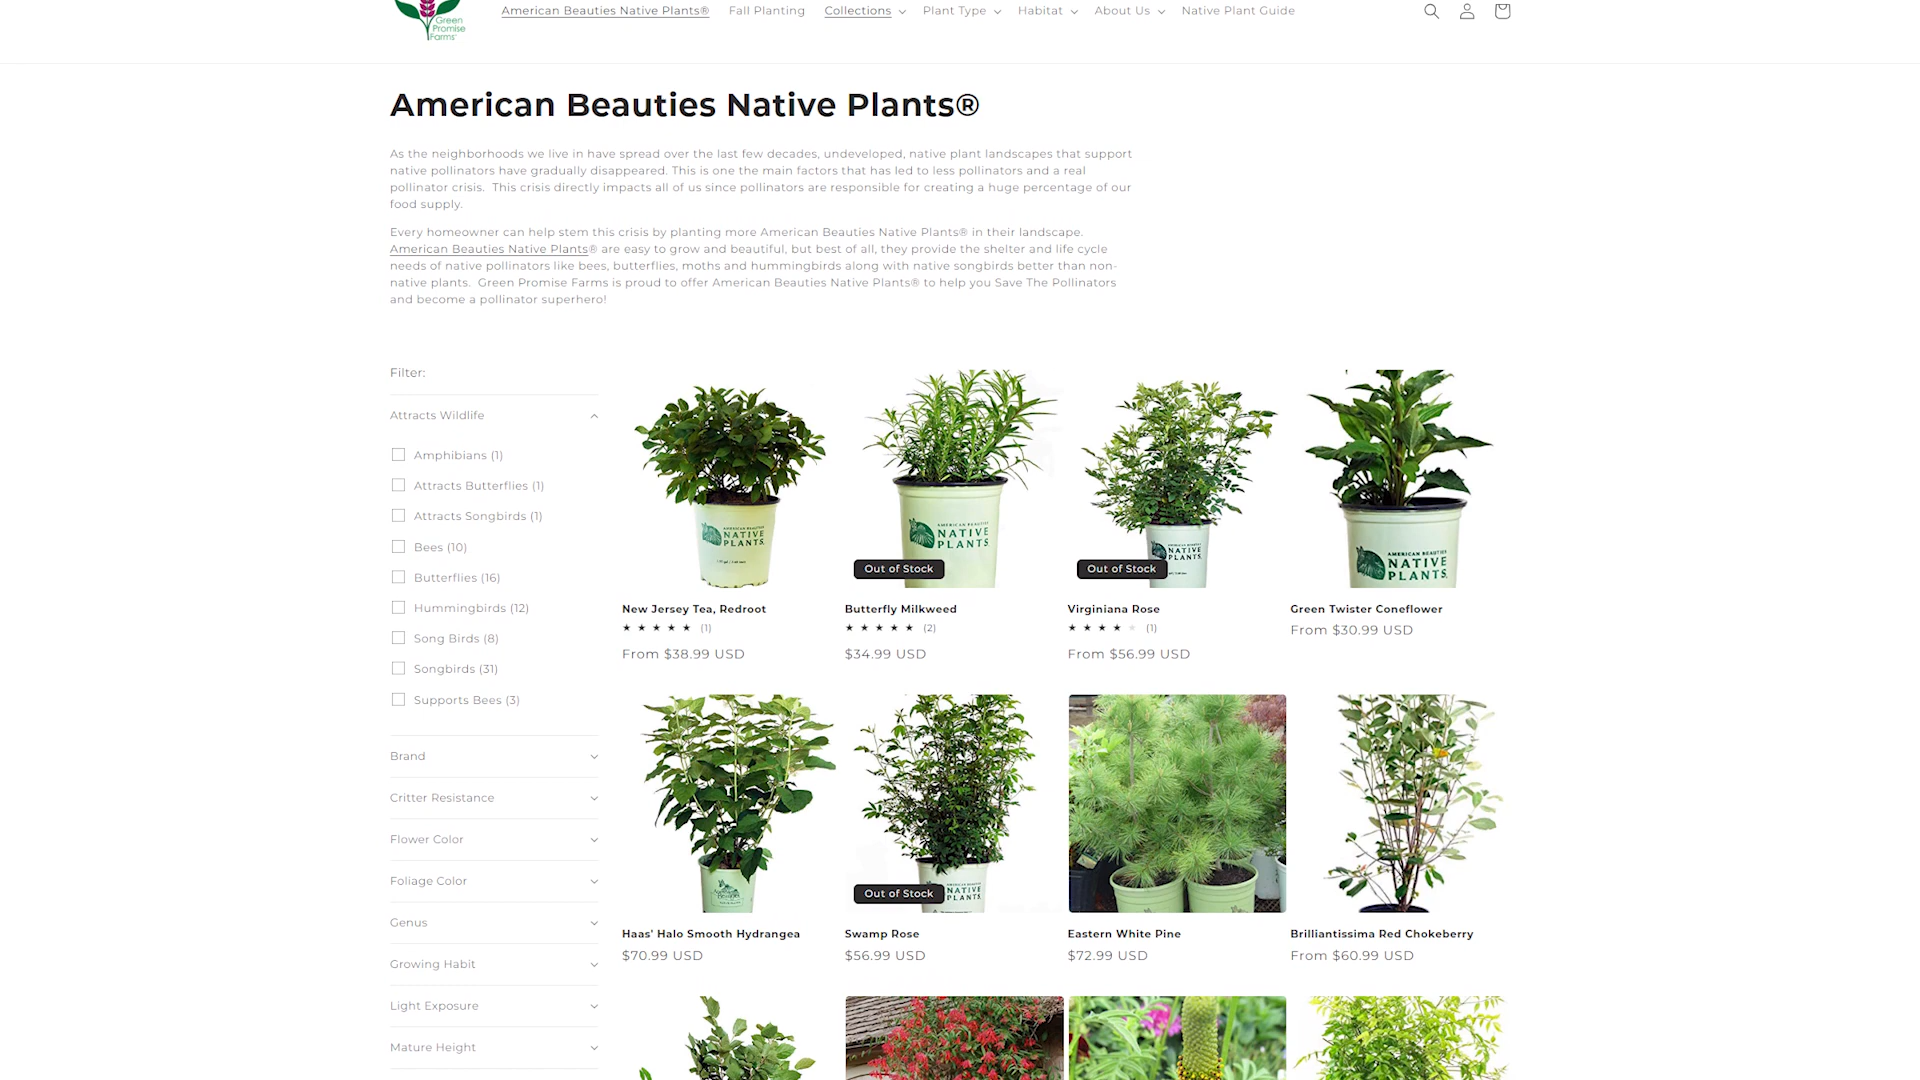 Green
Promise
Farms
American Beauties Native Plants® Fall Planting Collections Plant Type Habitat About Us Native Plant Guide
American Beauties Native Plants®
As the neighborhoods we live in have spread over the last few decades, undeveloped, native plant landscapes that support
native pollinators have gradually disappeared. This is one the main factors that has led to less pollinators and a real
pollinator crisis. This crisis directly impacts all of us since pollinators are responsible for creating a huge percentage of our
food supply.
Every homeowner can help stem this crisis by planting more American Beauties Native Plants® in their landscape.
American Beauties Native Plants® are easy to grow and beautiful, but best of all, they provide the shelter and life cycle
needs of native pollinators like bees, butterflies, moths and hummingbirds along with native songbirds better than non-
native plants. Green Promise Farms is proud to offer American Beauties Native Plants® to help you Save The Pollinators
and become a pollinator superhero!
Filter:
Attracts Wildlife
Amphibians (1)
Attracts Butterflies (1)
Attracts Songbirds (1)
Bees (10)
Butterflies (16)
Hummingbirds (12)
Song Birds (8)
Songbirds (31)
Supports Bees (3)
Brand
Critter Resistance
Flower Color
Foliage Color
Genus
Growing Habit
Light Exposure
Mature Height
AMERICAN BEAUTIES
NATIVE
PLANTS
New Jersey Tea, Redroot
(1)
From $38.99 USD
AMERICAN BEAUTIES
NATIVE
PLANTS
Out of Stock
Butterfly Milkweed
(2)
$34.99 USD
AMERICAN BEAUTIES
NATIVE
PLANTS
Out of Stock
Virginiana Rose
(1)
From $56.99 USD
AMERICAN BEAUTIES
NATIVE
PLANTS
Green Twister Coneflower
From $30.99 USD
Haas' Halo Smooth Hydrangea
$70.99 USD
NATIVE
PLANTS
Out of Stock
Swamp Rose
$56.99 USD
Eastern White Pine
$72.99 USD
Brilliantissima Red Chokeberry
From $60.99 USD